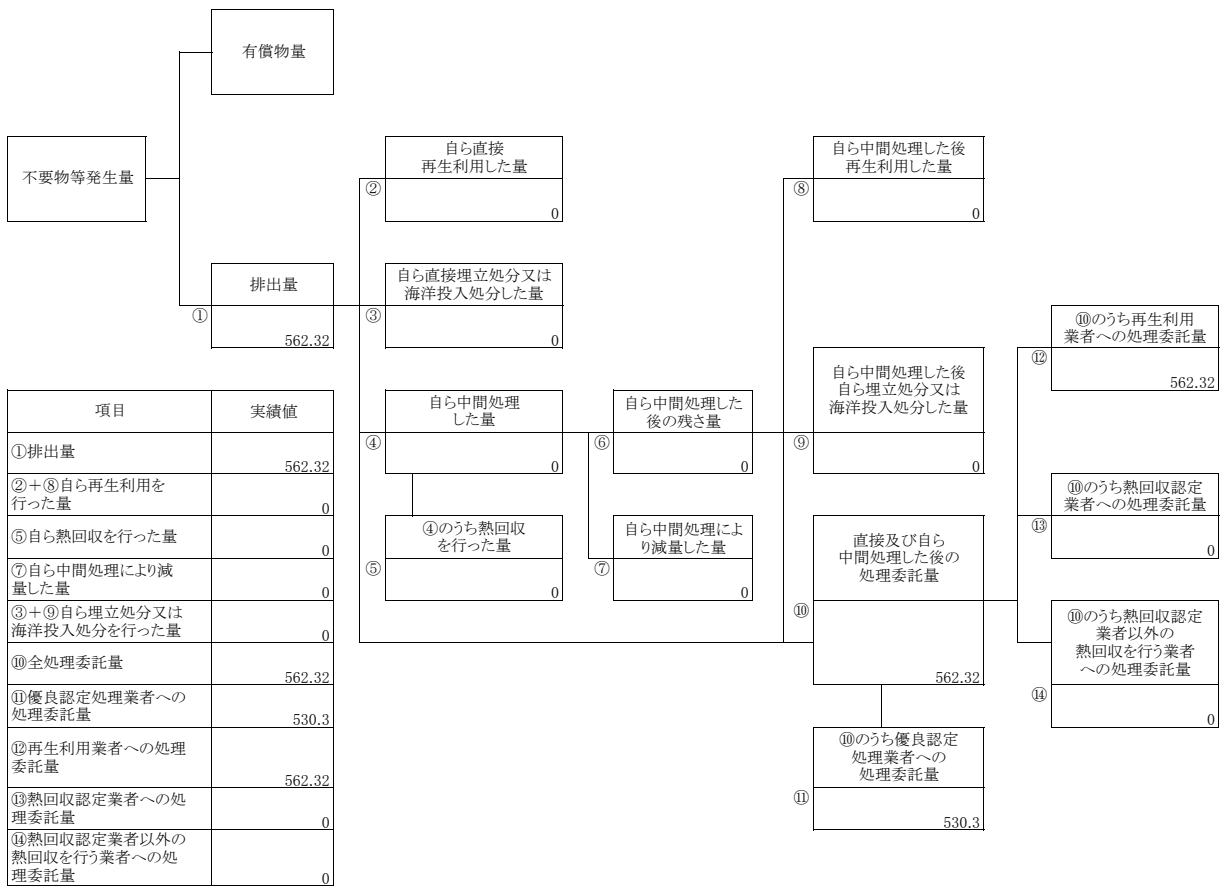 有償物量
不要物等発生量
自ら直接
再生利用した量
②
0
自ら中間処理した後
再生利用した量
⑧
0
排出量
①
562.32
自ら直接埋立処分又は
海洋投入処分した量
③
0
⑩のうち再生利用
業者への処理委託量
⑫
562.32
自ら中間処理
した量
④
0
自ら中間処理した
後の残さ量
⑥
0
自ら中間処理した後
自ら埋立処分又は
海洋投入処分した量
⑨
0
⑩のうち熱回収認定
業者への処理委託量
⑬
0
④のうち熱回収
を行った量
⑤
0
自ら中間処理によ
り減量した量
⑦
0
直接及び自ら
中間処理した後の
処理委託量
⑩
562.32
⑩のうち熱回収認定
業者以外の
熱回収を行う業者
への処理委託量
⑭
0
⑩のうち優良認定
処理業者への
処理委託量
⑪
530.3
項目 実績値
①排出量
562.32
②+⑧自ら再生利用を
行った量
0
⑤自ら熱回収を行った量
0
⑦自ら中間処理により減
量した量
0
③+⑨自ら埋立処分又は
海洋投入処分を行った量
0
⑩全処理委託量
562.32
⑪優良認定処理業者への
処理委託量
530.3
⑫再生利用業者への処理
委託量
562.32
⑬熱回収認定業者への処
理委託量
0
⑭熱回収認定業者以外の
熱回収を行う業者への処
理委託量
0